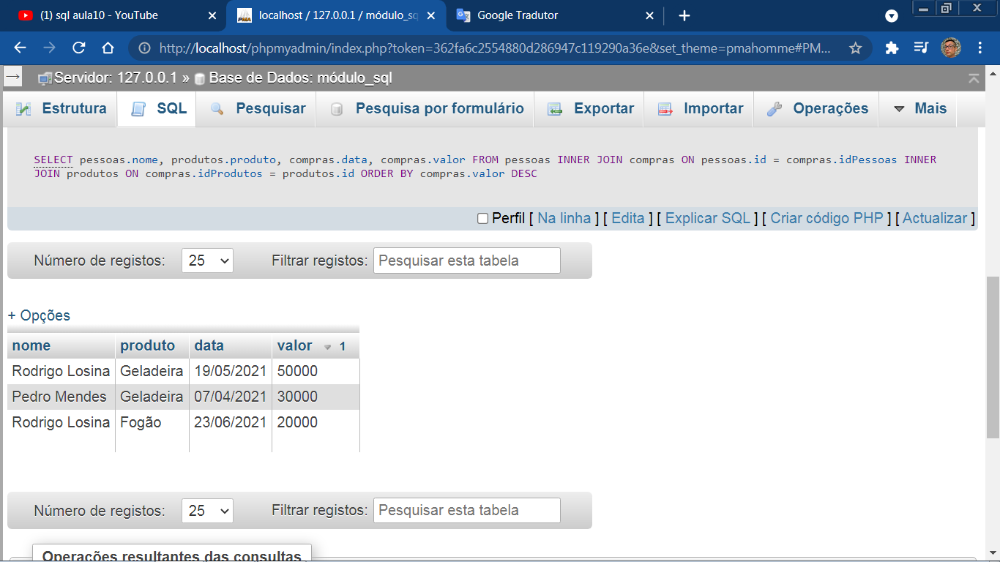 (1) sql aula10 - YouTube
localhost / 127.0.0.1 / módulo_sq
Google Tradutor
http://localhost/phpmyadmin/index.php?token=362fa6c2554880d286947c119290a36e&set_theme=pmahomme#PM...
Servidor: 127.0.0.1 » Base de Dados: módulo_sql
Estrutura SQL Pesquisar Pesquisa por formulário Exportar Importar Operações Mais
SELECT pessoas.nome, produtos.produto, compras.data, compras.valor FROM pessoas INNER JOIN compras ON pessoas.id = compras.idPessoas INNER
JOIN produtos ON compras.idProdutos = produtos.id ORDER BY compras.valor DESC
Perfil [ Na linha ] [ Edita ] [ Explicar SQL ] [ Criar código PHP ] [ Actualizar ]
Número de registos: 25 Filtrar registos: Pesquisar esta tabela
+ Opções
nome produto data valor 1
Rodrigo Losina Geladeira 19/05/2021 50000
Pedro Mendes Geladeira 07/04/2021 30000
Rodrigo Losina Fogão 23/06/2021 20000
Número de registos: 25 Filtrar registos: Pesquisar esta tabela
Operações resultantes das consultas